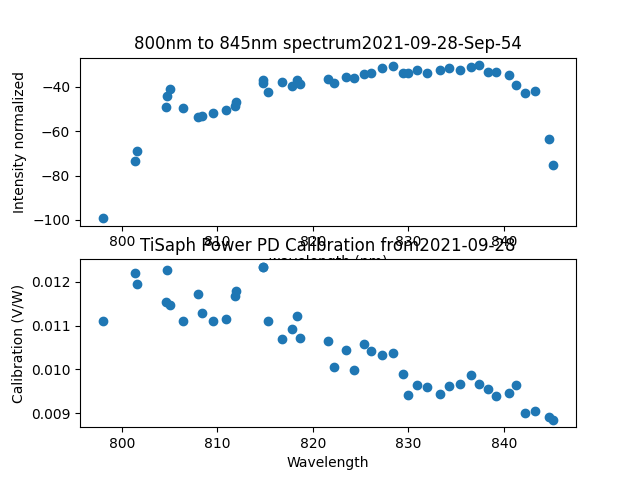 800nm to 845nm spectrum2021-09-28-Sep-54
Intensity normalized
−40
−60
−80
−100
800 810 820 830 840
wavelength (nm)
TiSaph Power PD Calibration from2021-09-28
Calibration (V/W)
0.012
0.011
0.010
0.009
800 810 820 830 840
Wavelength